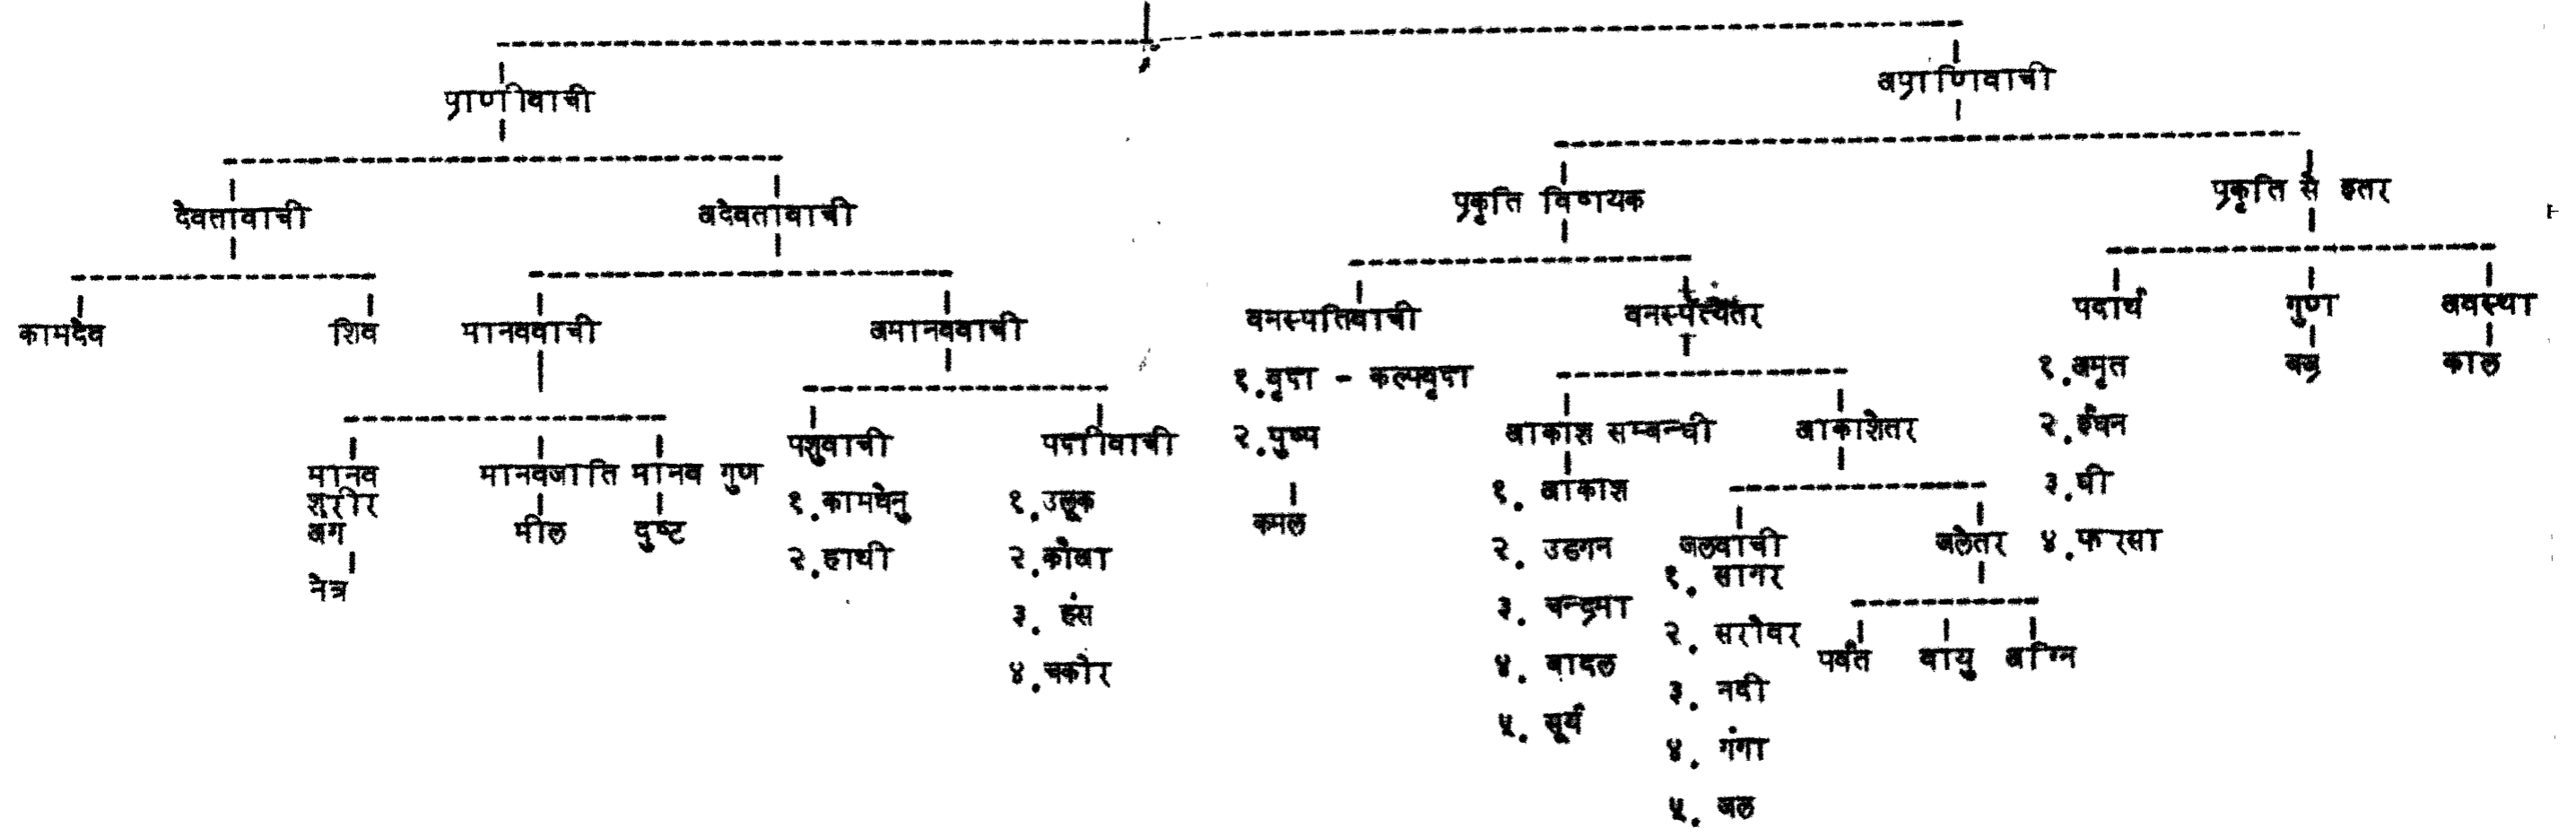 प्राणीवाची
अप्राणिवाची
देवतावाची
अदेवतावाची
प्रकृति विषयक
प्रकृति से इतर
कामदेव
शिव
मानववाची
अमानववाची
वनस्पतिवाची
वनस्पत्येतर
पदार्थ
गुण
अवस्था
१. वृक्ष - कल्पवृक्ष
२. पुष्प
कमल
१. अमृत
२. ईंधन
३. घी
४. फारसा
बज्र
काल
मानव
शरीर
अंग
नेत्र
मानवजाति
भील
मानव गुण
दुष्ट
पशुवाची
१. कामधेनु
२. हाथी
पक्षीवाची
१. उलूक
२. कौआ
३. हंस
४. चकोर
आकाश सम्बन्धी
१. आकाश
२. उडगन
३. चन्द्रमा
४. बादल
५. सूर्य
आकाशेतर
जलवाची
१. सागर
२. सरोवर
३. नदी
४. गंगा
५. जल
जलेतर
पर्वत
वायु
अग्नि